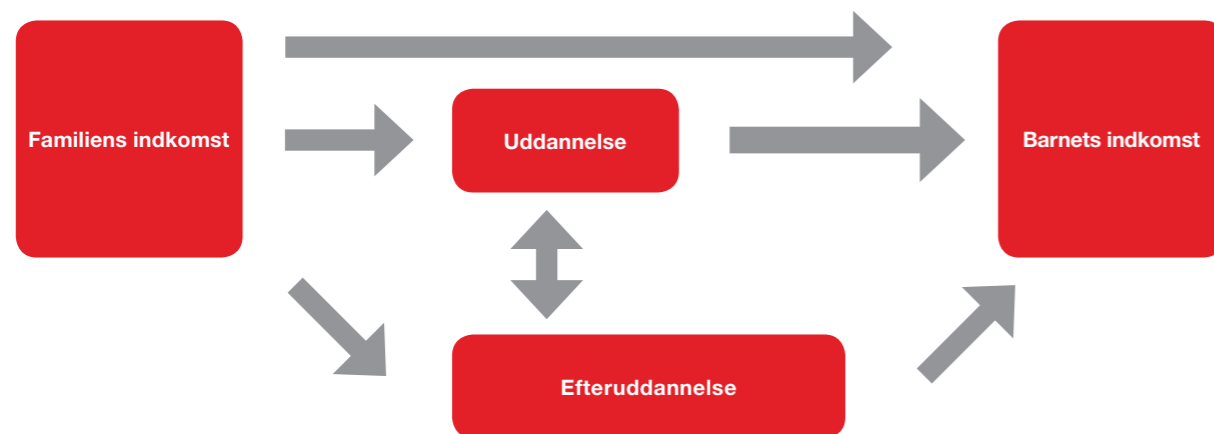 Familiens indkomst
Uddannelse
Barnets indkomst
Efteruddannelse